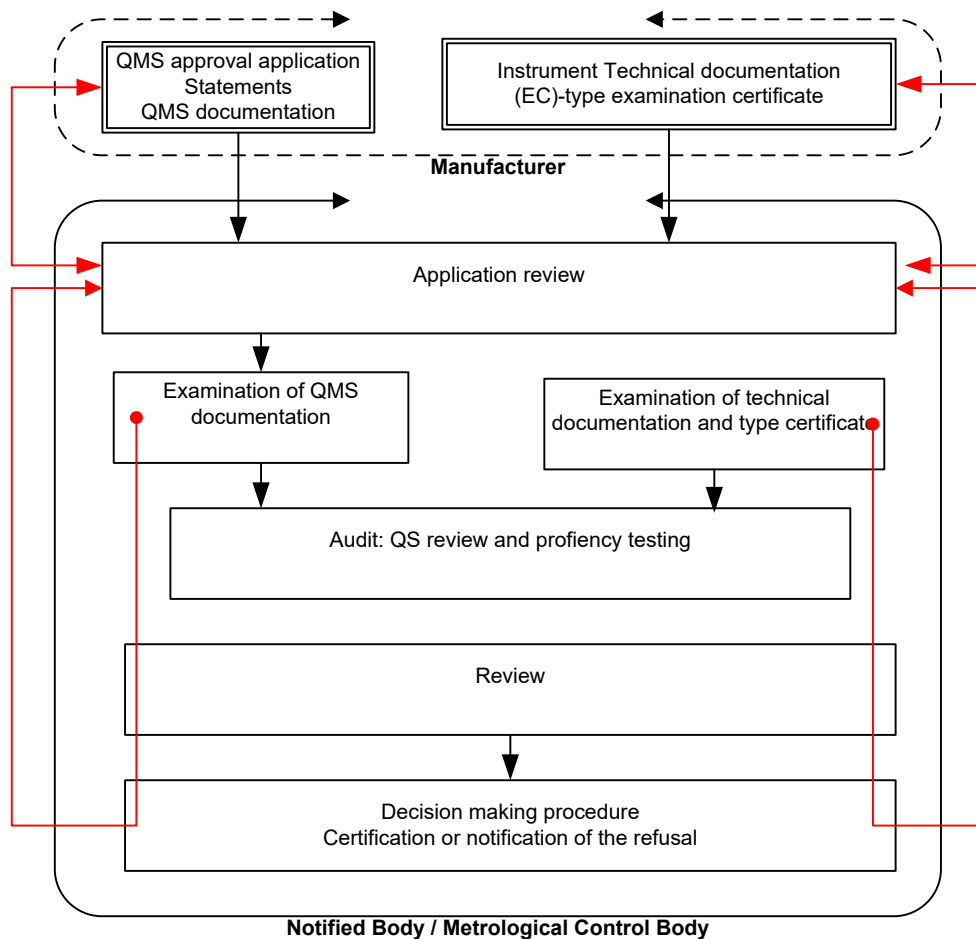 QMS approval application
Statements
QMS documentation
Instrument Technical documentation
(EC)-type examination certificate
Manufacturer
Application review
Examination of QMS
documentation
Examination of technical
documentation and type certificate
Audit: QS review and profiency testing
Review
Decision making procedure
Certification or notification of the refusal
Notified Body / Metrological Control Body